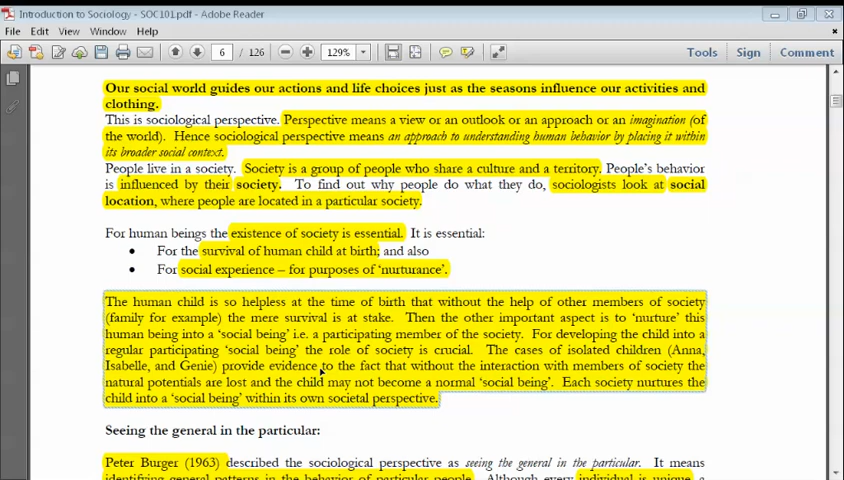 Introduction to Sociology - SOC101.pdf - Adobe Reader
File Edit View Window Help
6 / 126 129% Tools Sign Comment
Our social world guides our actions and life choices just as the seasons influence our activities and
clothing.
This is sociological perspective. Perspective means a view or an outlook or an approach or an imagination (of
the world). Hence sociological perspective means an approach to understanding human behavior by placing it within
its broader social context.
People live in a society. Society is a group of people who share a culture and a territory. People's behavior
is influenced by their society. To find out why people do what they do, sociologists look at social
location, where people are located in a particular society.
For human beings the existence of society is essential. It is essential:
• For the survival of human child at birth; and also
• For social experience – for purposes of 'nurturance'.
The human child is so helpless at the time of birth that without the help of other members of society
(family for example) the mere survival is at stake. Then the other important aspect is to 'nurture' this
human being into a 'social being' i.e. a participating member of the society. For developing the child into a
regular participating 'social being' the role of society is crucial. The cases of isolated children (Anna,
Isabelle, and Genie) provide evidence to the fact that without the interaction with members of society the
natural potentials are lost and the child may not become a normal 'social being'. Each society nurtures the
child into a 'social being' within its own societal perspective.
Seeing the general in the particular:
Peter Burger (1963) described the sociological perspective as seeing the general in the particular. It means
identifying general patterns in the behavior of particular people. Although every individual is unique, a